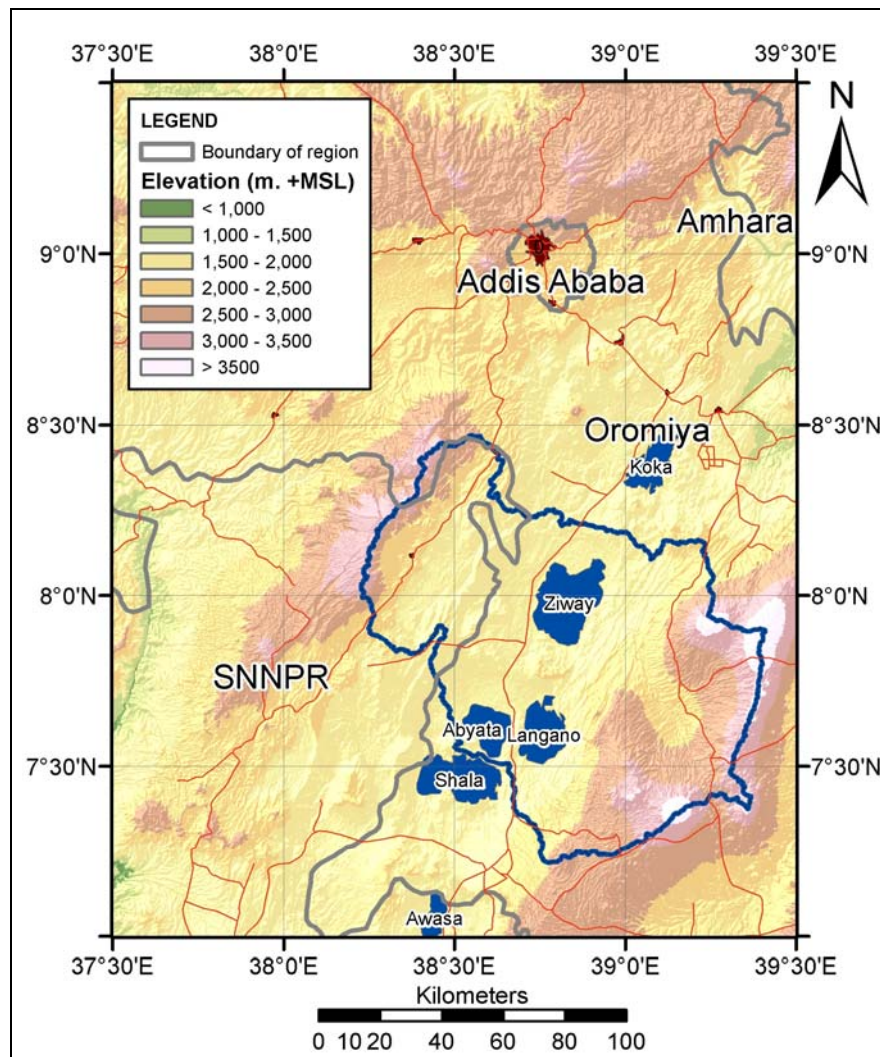 37°30'E 38°0'E 38°30'E 39°0'E 39°30'E
N
LEGEND
Boundary of region
Elevation (m. +MSL)
< 1,000
1,000 - 1,500
1,500 - 2,000
2,000 - 2,500
2,500 - 3,000
3,000 - 3,500
> 3500
Amhara
9°0'N 9°0'N
Addis Ababa
8°30'N 8°30'N
Oromiya
Koka
8°0'N 8°0'N
Ziway
SNNPR
Abyata Langano
7°30'N 7°30'N
Shala
Awasa
37°30'E 38°0'E 38°30'E 39°0'E 39°30'E
Kilometers
0 10 20 40 60 80 100